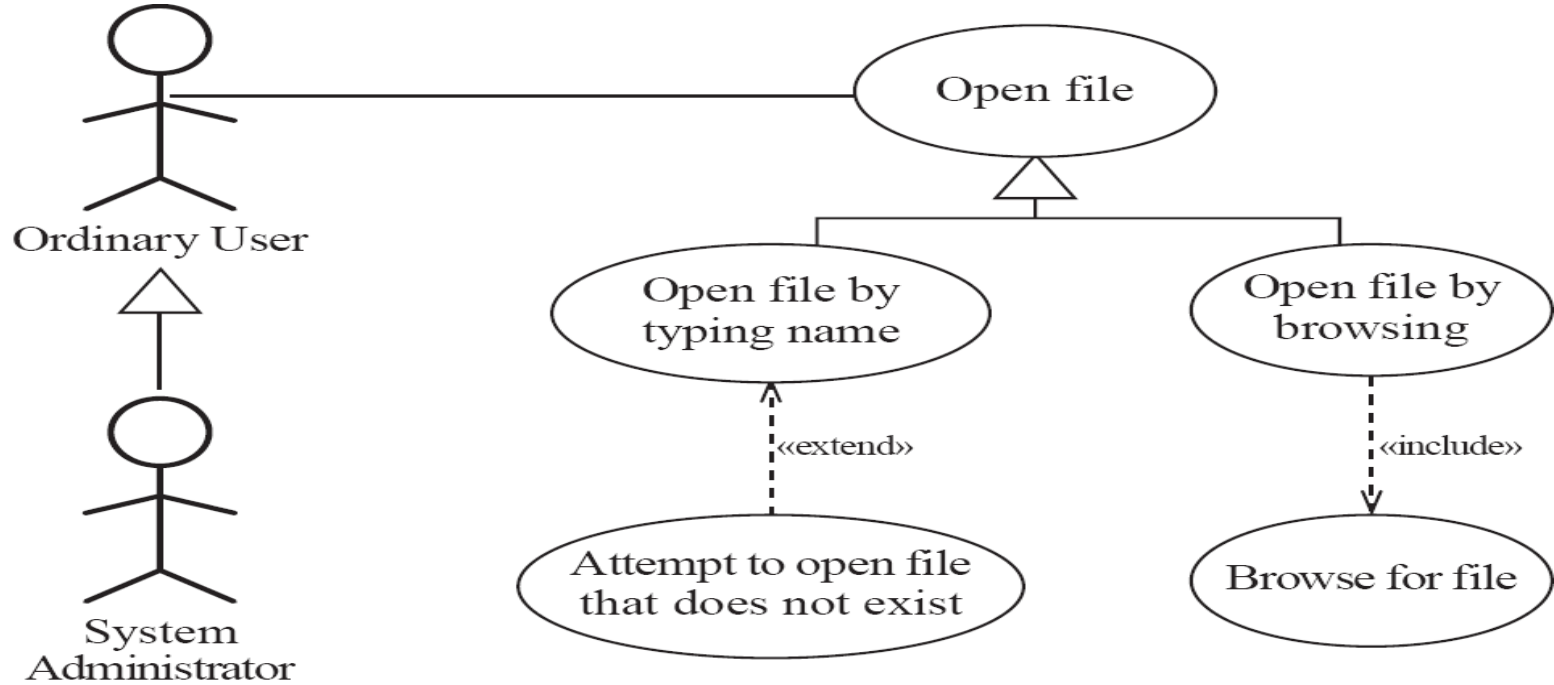 Open file
Ordinary User
Open file by
typing name
Open file by
browsing
«extend»
«include»
Attempt to open file
that does not exist
Browse for file
System
Administrator